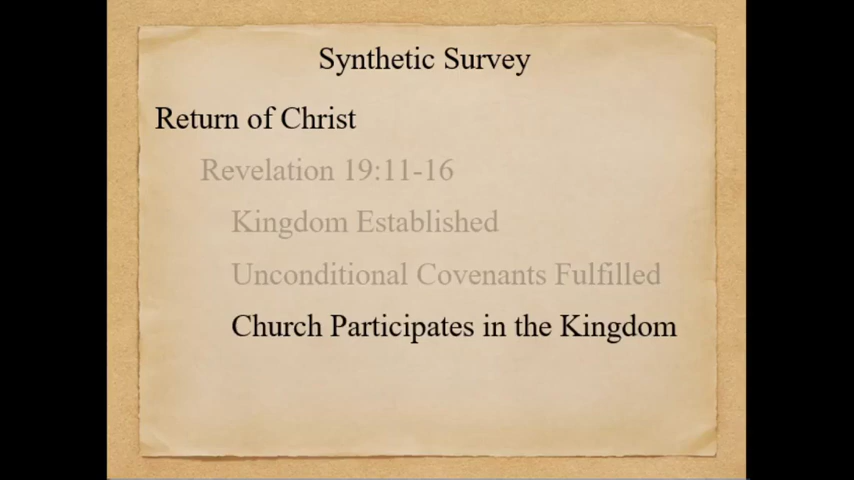 Synthetic Survey
Return of Christ
Revelation 19:11-16
Kingdom Established
Unconditional Covenants Fulfilled
Church Participates in the Kingdom